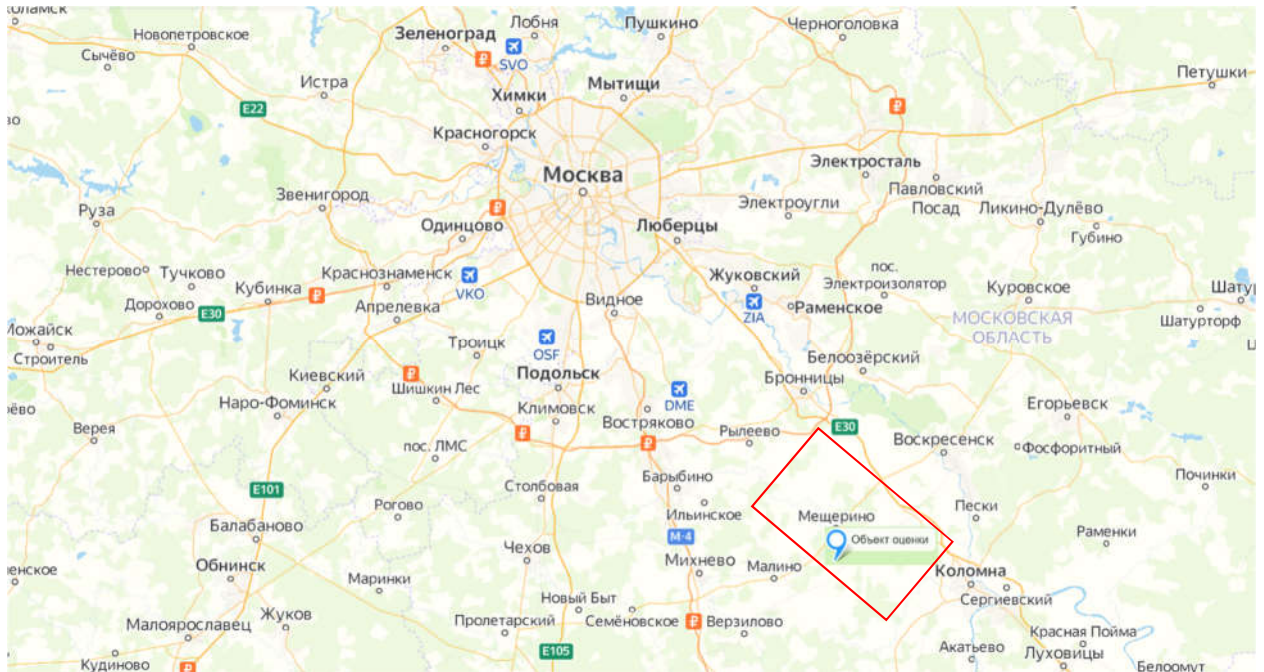 Лобня
Пушкино
Черноголовка
Новопетровское
Зеленоград
Сычёво
SVO
Петушки
Истра
Мытищи
Химки
E22
Красногорск
Электросталь
Москва
Павловский
Посад
Звенигород
Электроугли
Ликино-Дулёво
Руза
Одинцово
Люберцы
Губино
Нестерово
Тучково
Краснознаменск
VKO
Жуковский
пос.
Электроизолятор
Кубинка
Куровское
Дорохово
E30
Апрелевка
Видное
ZIA
Раменское
МОСКОВСКАЯ
ОБЛАСТЬ
Шатурторф
Строитель
Троицк
OSF
Белоозёрский
Подольск
Киевский
Шишкин Лес
Бронницы
Наро-Фоминск
Климовск
DME
Егорьевск
Верея
Востряково
Рылеево
E30
Воскресенск
Фосфоритный
пос. ЛМС
Барыбино
Починки
E101
Столбовая
Рогово
Ильинское
Пески
Балабаново
Мещерино
М-4
Объект оценки
Раменки
Чехов
Обнинск
Михнево
Малино
Коломна
Маринки
Сергиевский
Новый Быт
Жуков
Малоярославец
Пролетарский
Семёновское
Верзилово
Красная Пойма
E105
Акатьево
Луховицы
Кудиново
Белоомут